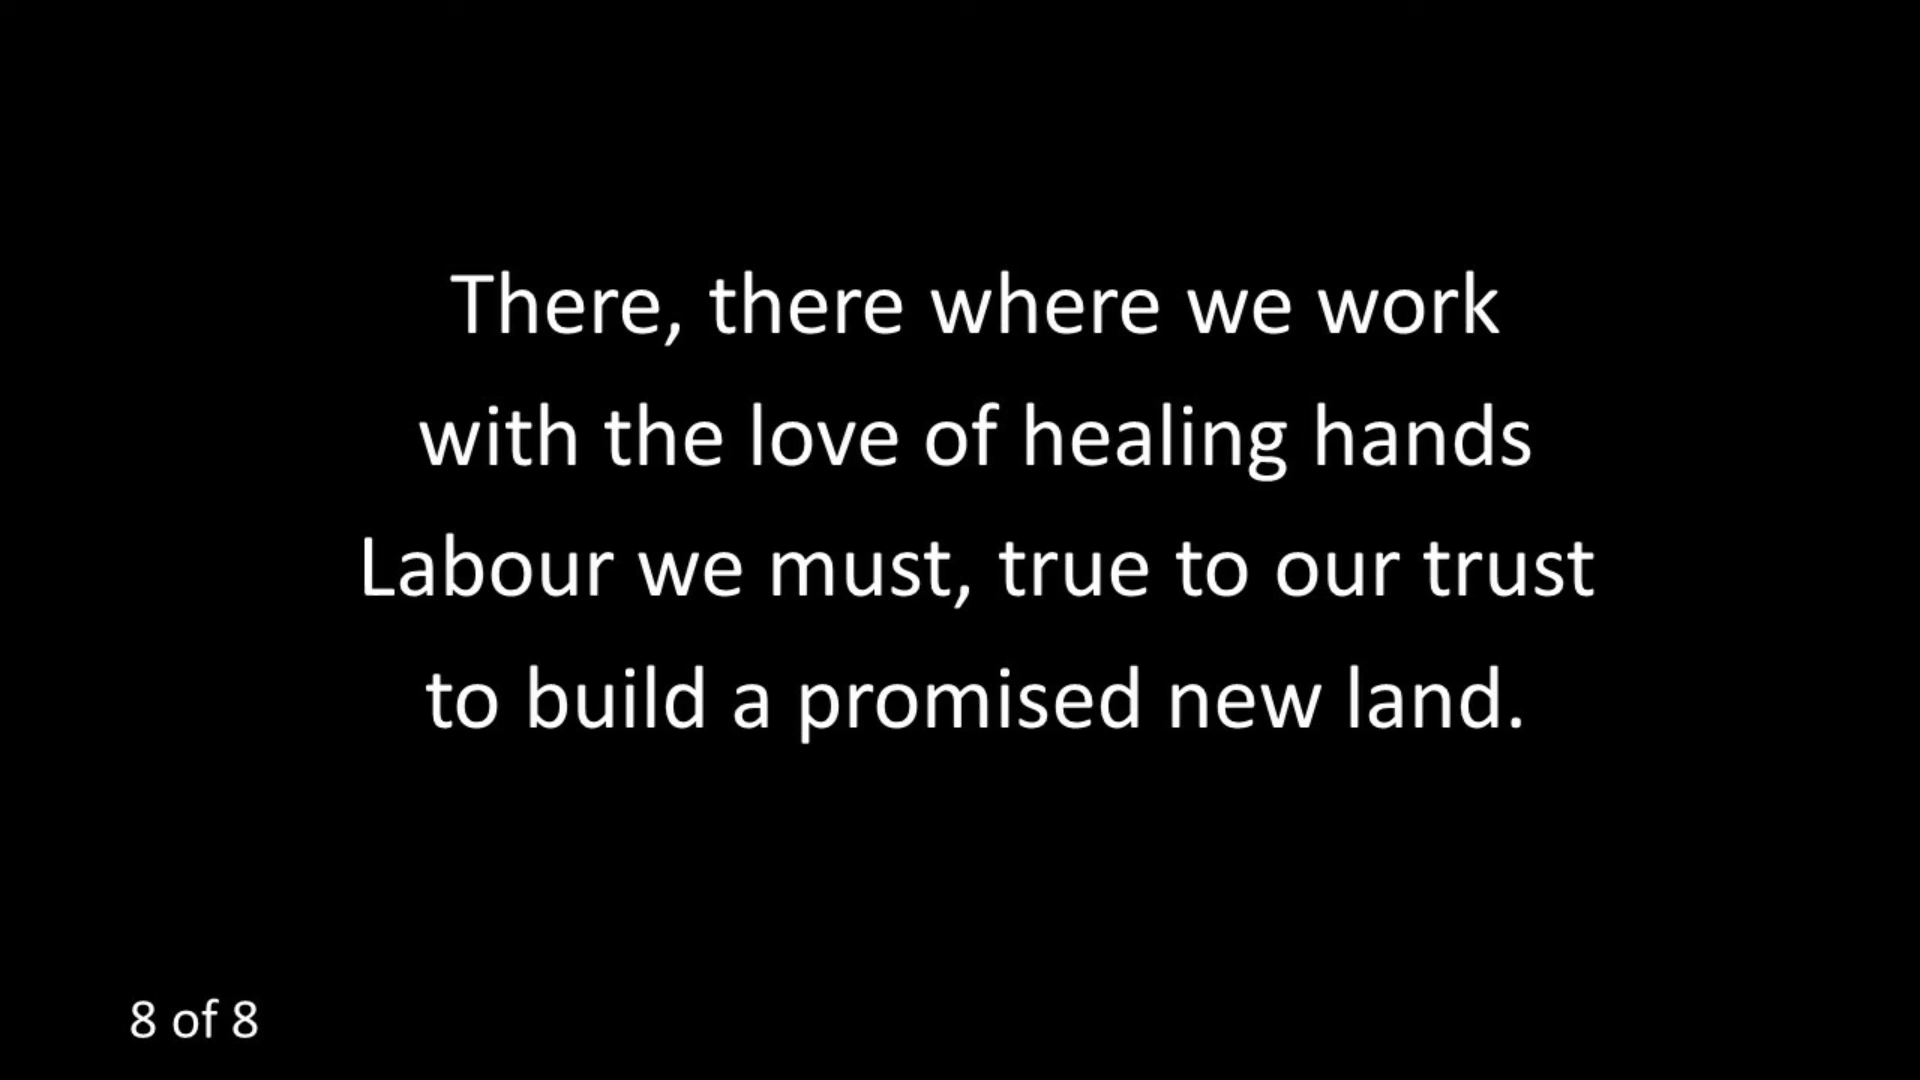 There, there where we work
with the love of healing hands
Labour we must, true to our trust
to build a promised new land.
8 of 8